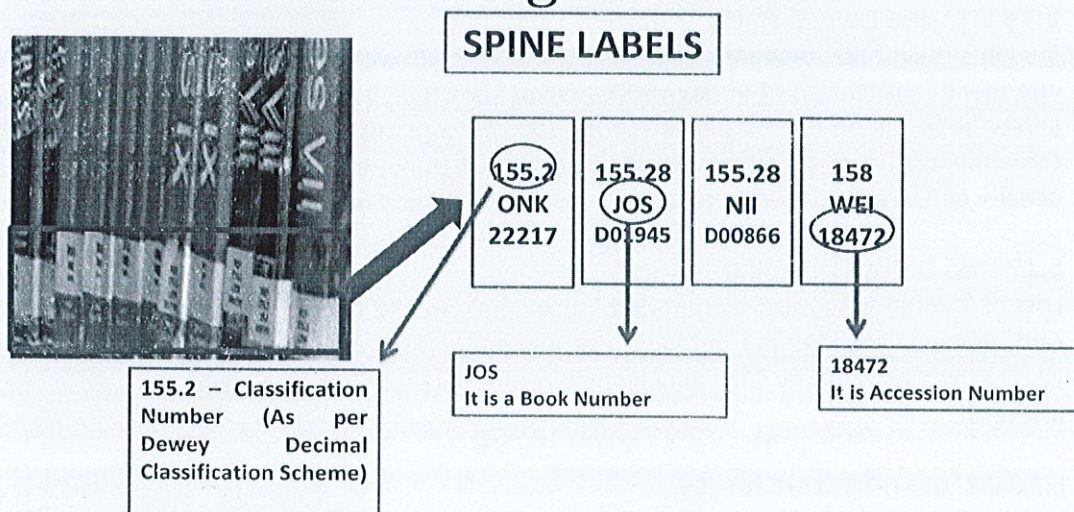 SPINE LABELS
155.2
ONK
22217
155.28
JOS
D01945
155.28
NII
D00866
158
WEI
18472
155.2 – Classification
Number (As per
Dewey Decimal
Classification Scheme)
JOS
It is a Book Number
18472
It is Accession Number